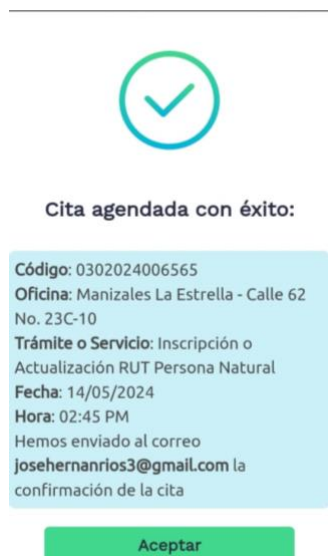 Cita agendada con éxito:
Código: 0302024006565
Oficina: Manizales La Estrella - Calle 62
No. 23C-10
Trámite o Servicio: Inscripción o
Actualización RUT Persona Natural
Fecha: 14/05/2024
Hora: 02:45 PM
Hemos enviado al correo
josehernanrios3@gmail.com la
confirmación de la cita
Aceptar